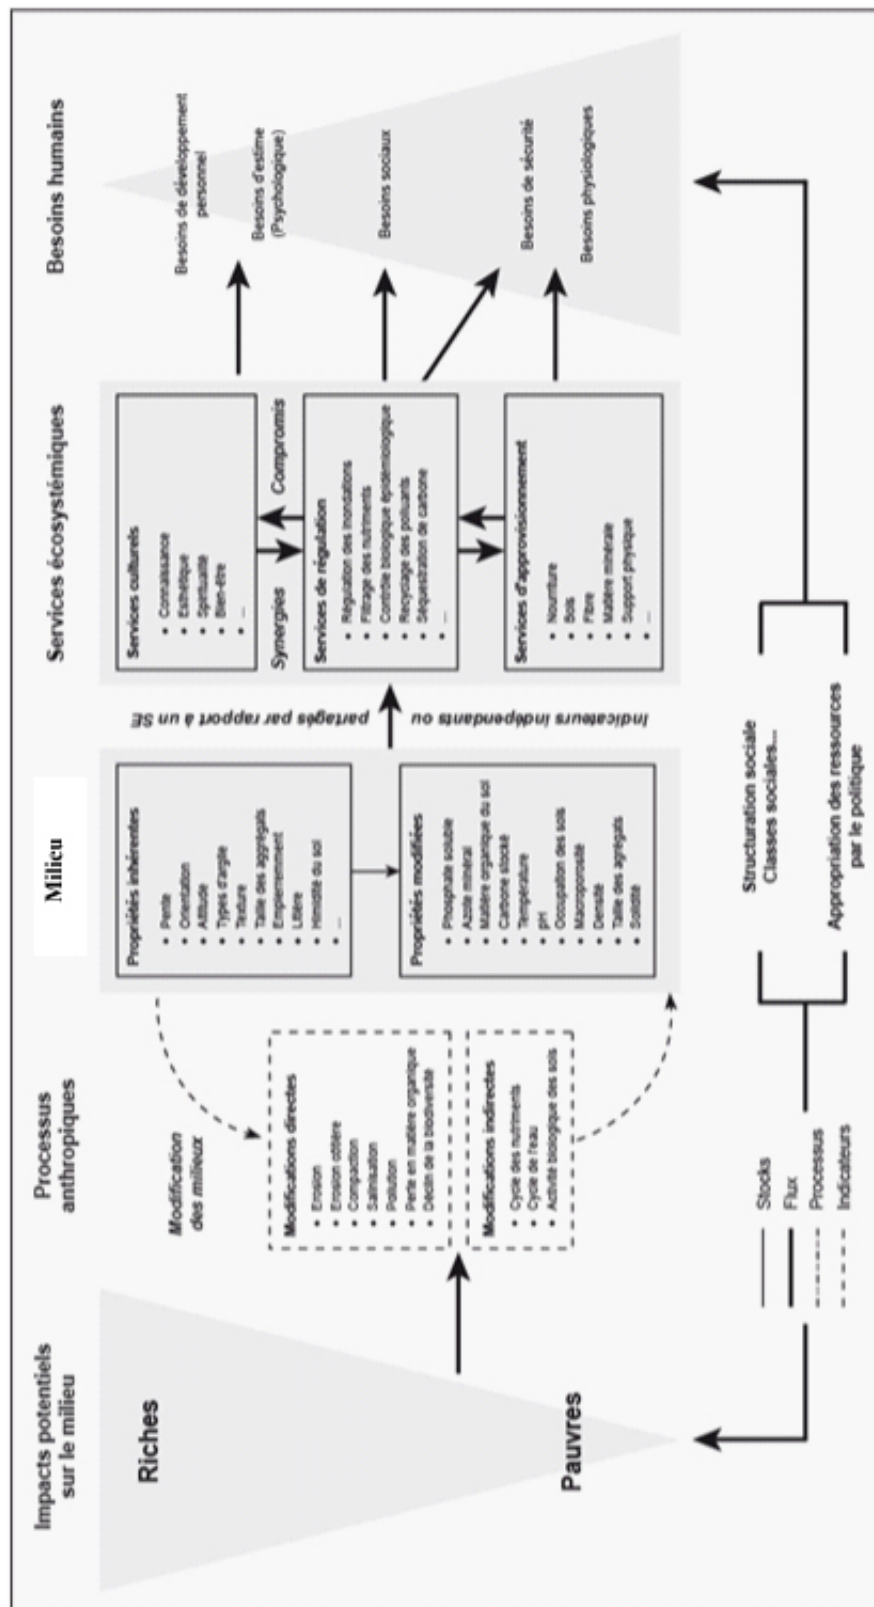 Impacts potentiels
sur le milieu
Riches
Pauvres
Processus
anthropiques
Modification
des milieux
Modifications directes
• Erosion
• Erosion cotière
• Compaction
• Salinisation
• Polution
• Perte en matière organique
• Déclin de la biodiversité
Modifications indirectes
• Cycle des nutriments
• Cycle de l'eau
• Activité biologique des sols
Milieu
Propriétés inhérentes
• Pente
• Orientation
• Altitude
• Types d'argile
• Texture
• Taille des aggrégats
• Empierremment
• Litière
• Himidité du sol
• ...
Propriétés modifiées
• Phosphate soluble
• Azote minéral
• Matière organique du sol
• Carbone stocké
• Température
• pH
• Occupation des sols
• Macroporosité
• Densité
• Taille des agrégats
• Solidité
Indicateurs indépendants ou
partagés par rapport à un SE
Services écosystémiques
Services culturels
• Connaissance
• Esthétique
• Spiritualité
• Bien-être
• ...
Synergies
Compromis
Services de régulation
• Régulation des inondations
• Filtrage des nutriments
• Contrôle biologique épidémiologique
• Recyclage des poluants
• Séquestration de carbone
• ...
Services d'approvisionnement
• Nourriture
• Bois
• Fibre
• Matière minérale
• Support physique
• ...
Besoins humains
Besoins de développement
personnel
Besoins d'estime
(Psychologique)
Besoins sociaux
Besoins de sécurité
Besoins physiologiques
Stocks
Flux
Processus
Indicateurs
Structuration sociale
Classes sociales...
Appropriation des ressources
par le politique